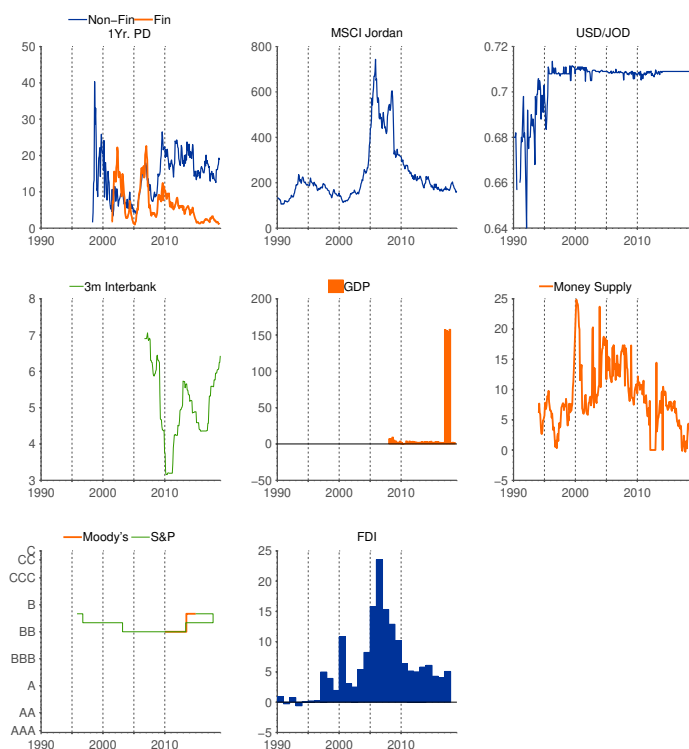 Non−Fin Fin
1Yr. PD
50
40
30
20
10
0
1990 2000 2010
MSCI Jordan
800
600
400
200
0
1990 2000 2010
USD/JOD
0.72
0.7
0.68
0.66
0.64
1990 2000 2010
3m Interbank
8
7
6
5
4
3
1990 2000 2010
GDP
200
150
100
50
0
−50
1990 2000 2010
Money Supply
25
20
15
10
5
0
−5
1990 2000 2010
Moody's S&P
C
CC
CCC
B
BB
BBB
A
AA
AAA
1990 2000 2010
FDI
25
20
15
10
5
0
−5
1990 2000 2010